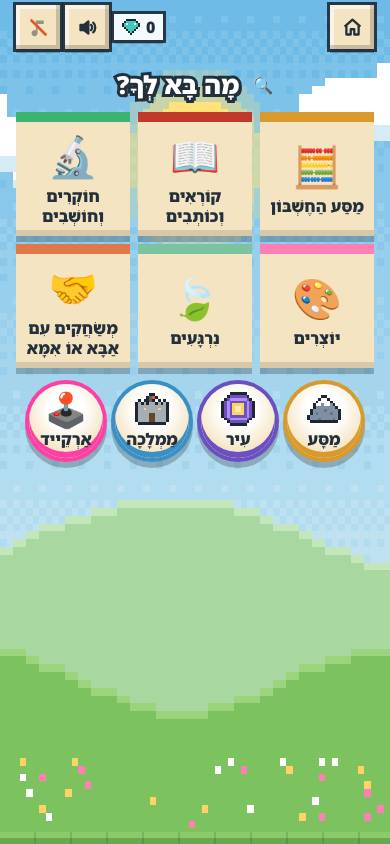 0
מָה בָּא לְךָ?
מַסַּע הַחֶשְׁבּוֹן
קוֹרְאִים
וְכוֹתְבִים
חוֹקְרִים
וְחוֹשְׁבִים
יוֹצְרִים
נִרְגָּעִים
מְשַׂחֲקִים עִם
אַבָּא אוֹ אִמָּא
מַסָּע
עִיר
מַמְלָכָה
אַרְקֵייד